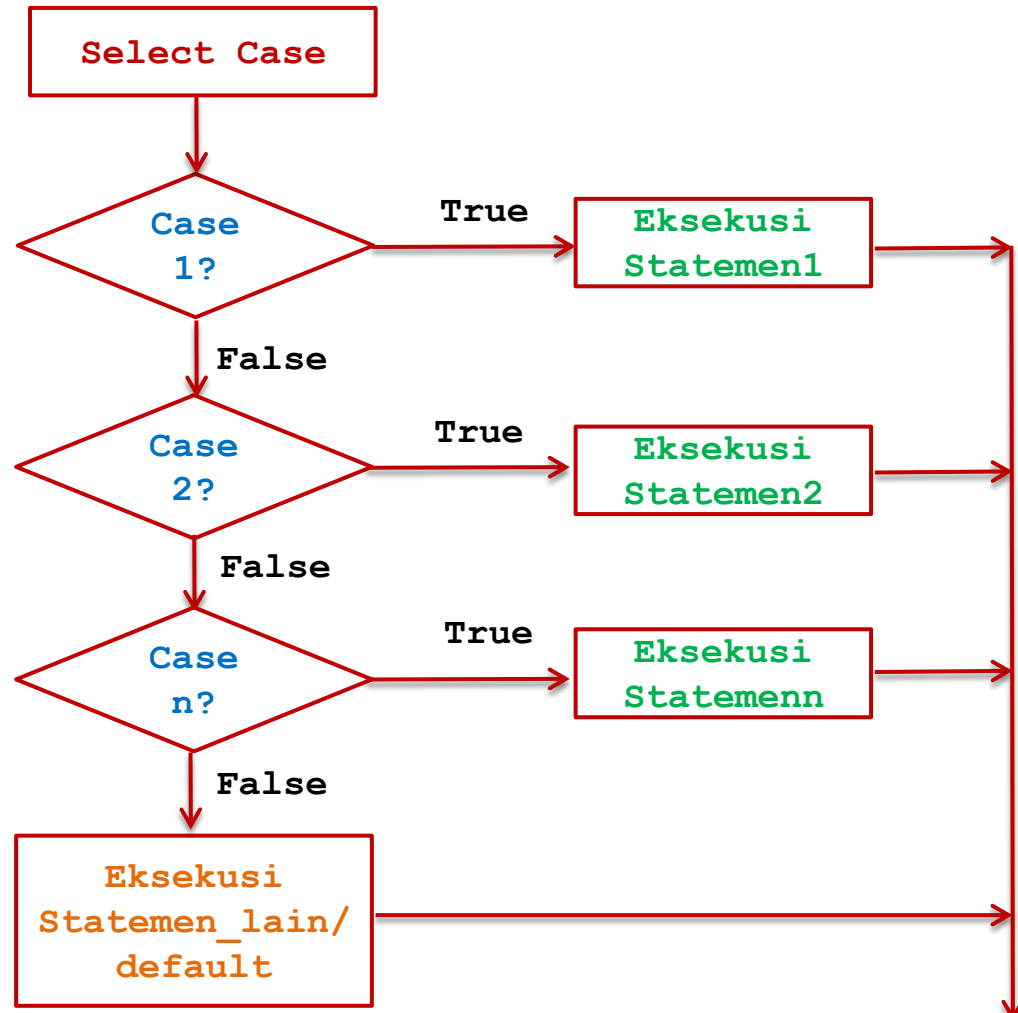 Select Case
Case
1?
True
Eksekusi
Statemen1
False
Case
2?
True
Eksekusi
Statemen2
False
Case
n?
True
Eksekusi
Statemenn
False
Eksekusi
Statemen_lain/
default